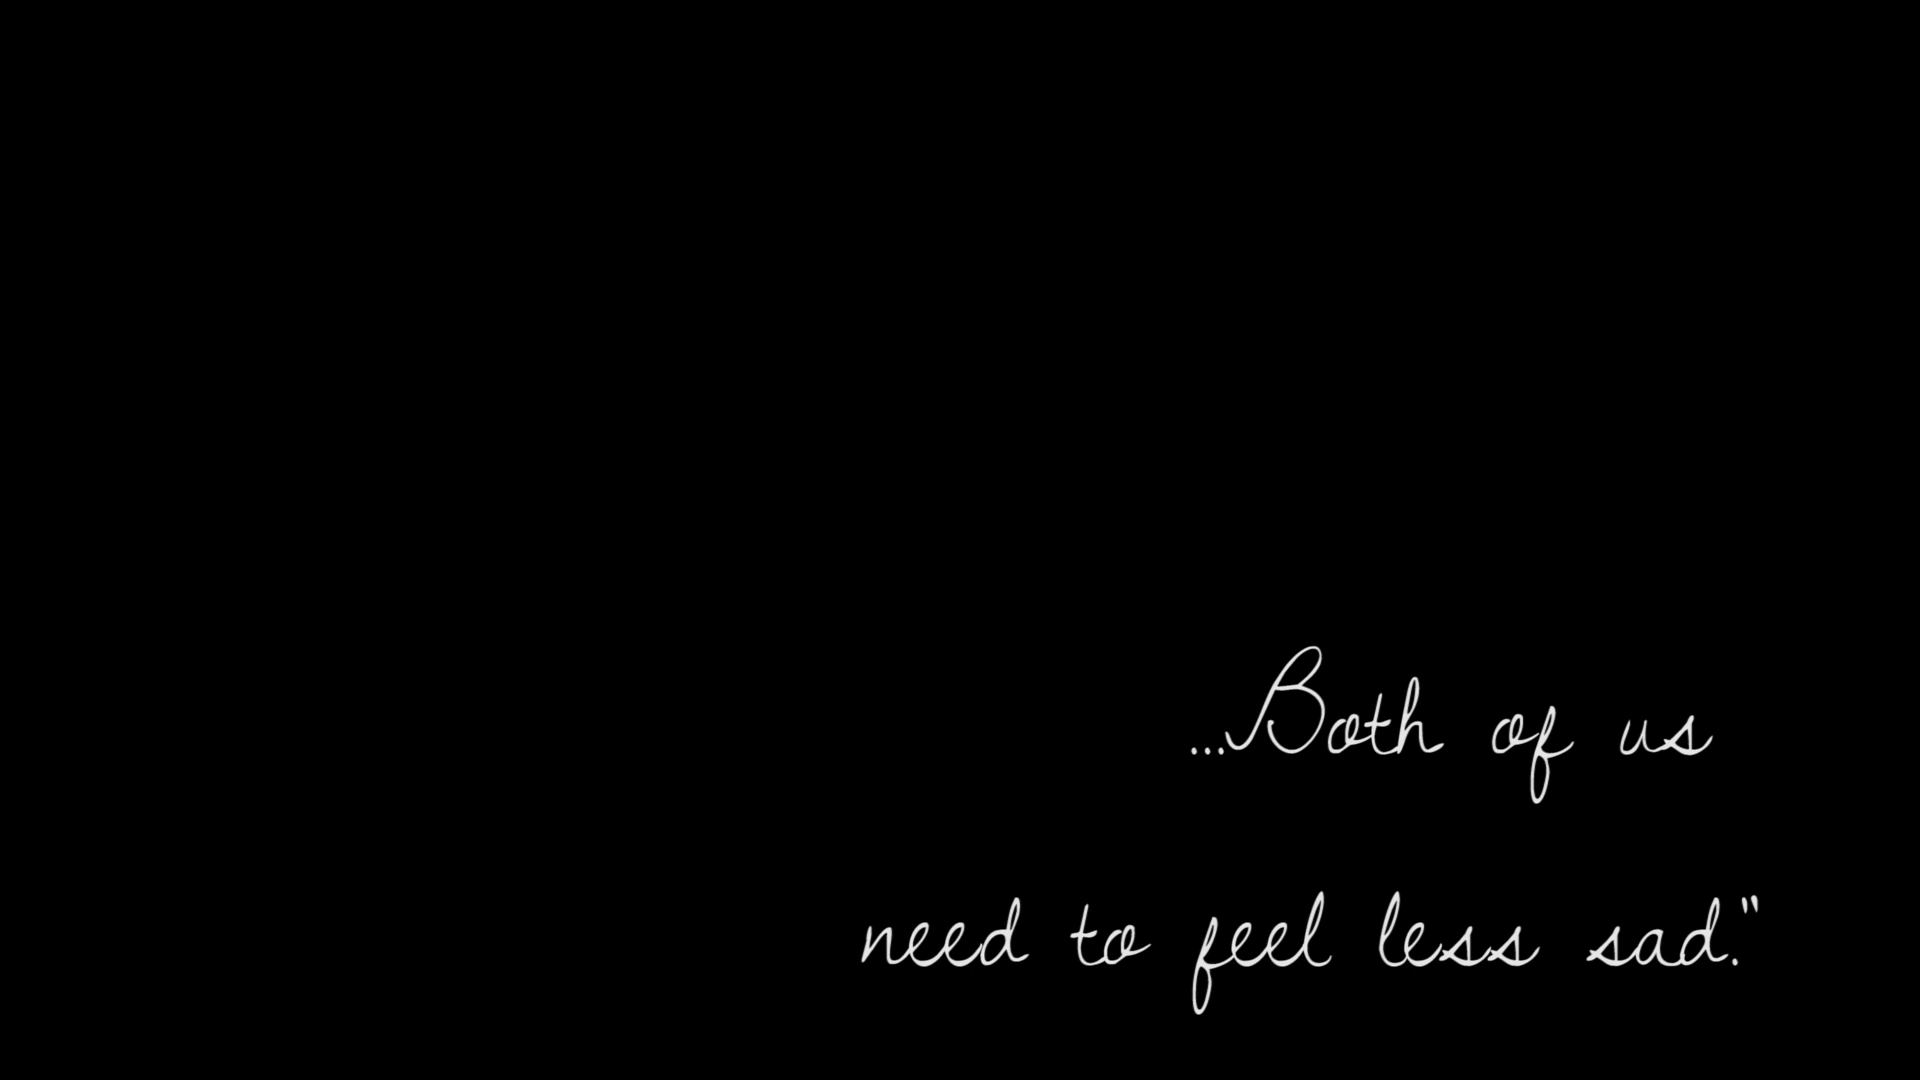 ...Both of us
need to feel less sad."